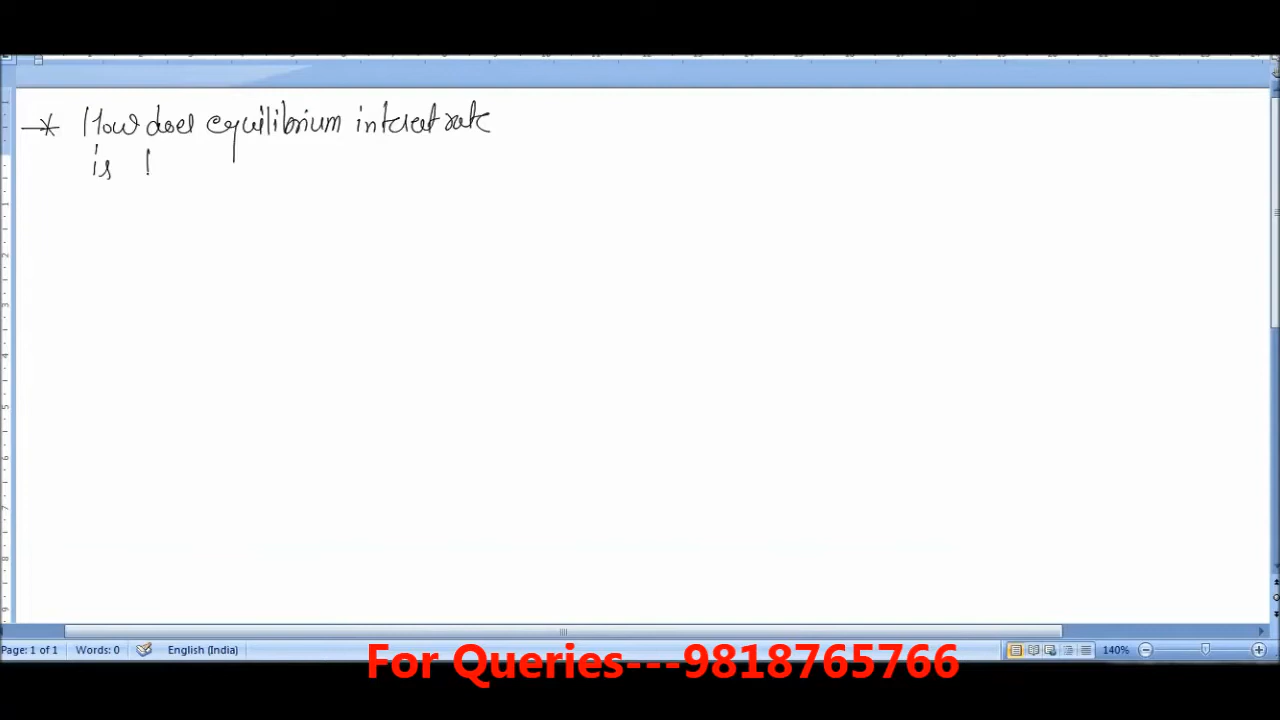 * How does equilibrium interest rate
is
Page: 1 of 1 Words: 0 English (India) 140%
For Queries---9818765766